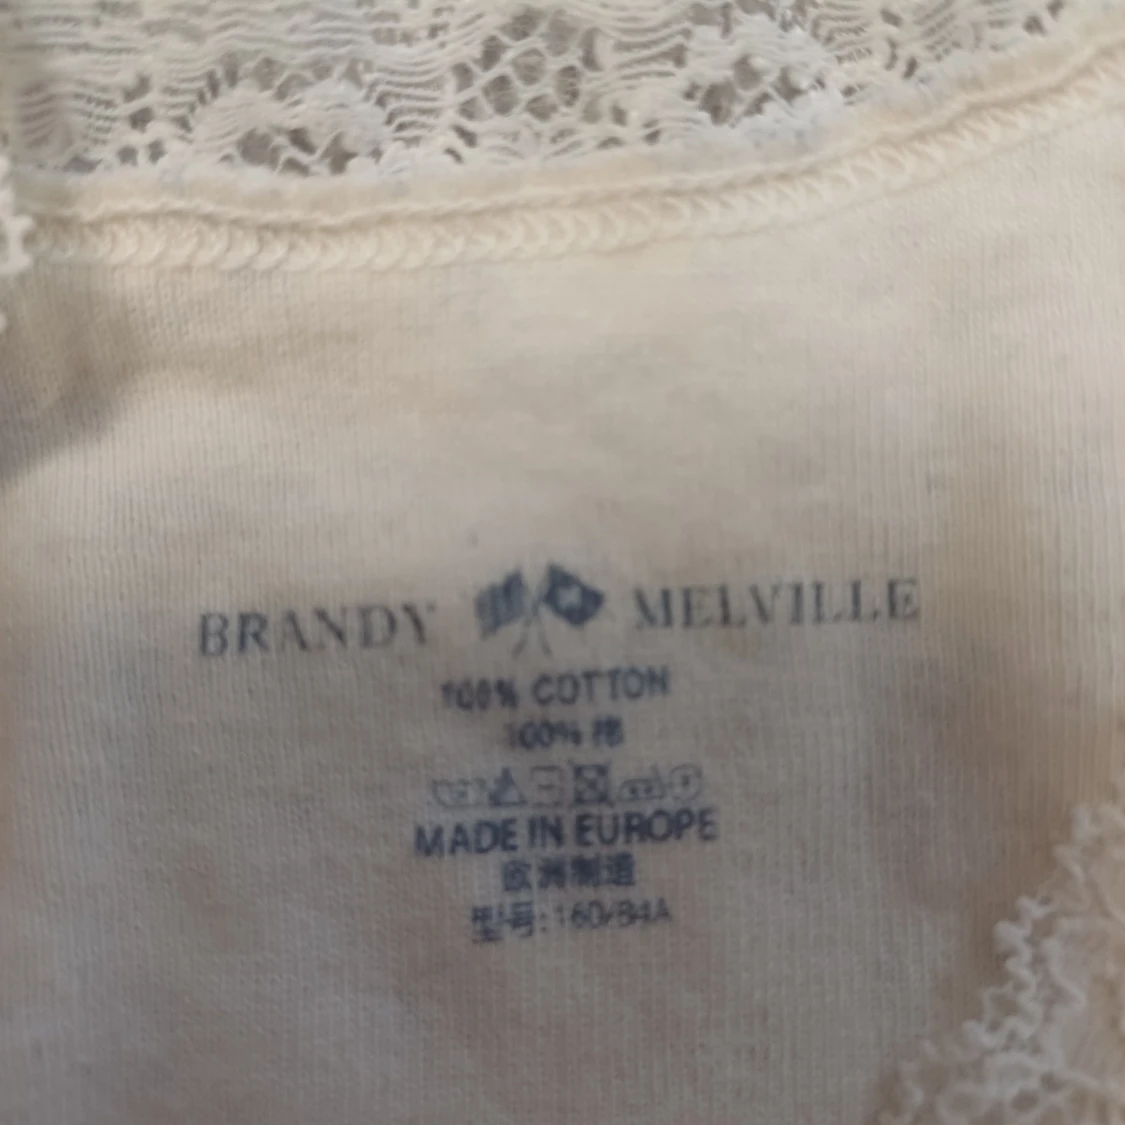 BRANDY MELVILLE
100% COTTON
100% 棉
MADE IN EUROPE
欧洲制造
型号:160/84A